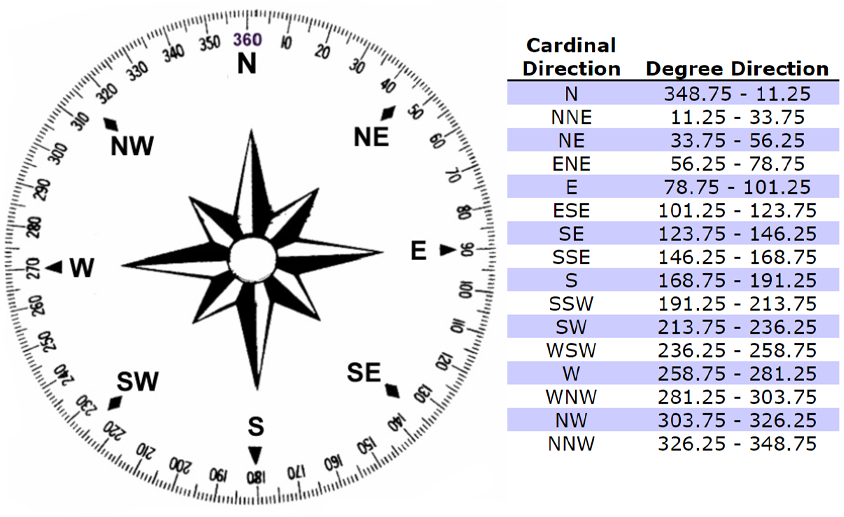 360
N
10
20
30
40
50
60
70
80
90
100
110
120
130
140
150
160
170
180
190
200
210
220
230
240
250
260
270
280
290
300
310
320
330
340
350
NW
NE
W
E
SW
SE
S
Cardinal
Direction Degree Direction
N 348.75 - 11.25
NNE 11.25 - 33.75
NE 33.75 - 56.25
ENE 56.25 - 78.75
E 78.75 - 101.25
ESE 101.25 - 123.75
SE 123.75 - 146.25
SSE 146.25 - 168.75
S 168.75 - 191.25
SSW 191.25 - 213.75
SW 213.75 - 236.25
WSW 236.25 - 258.75
W 258.75 - 281.25
WNW 281.25 - 303.75
NW 303.75 - 326.25
NNW 326.25 - 348.75